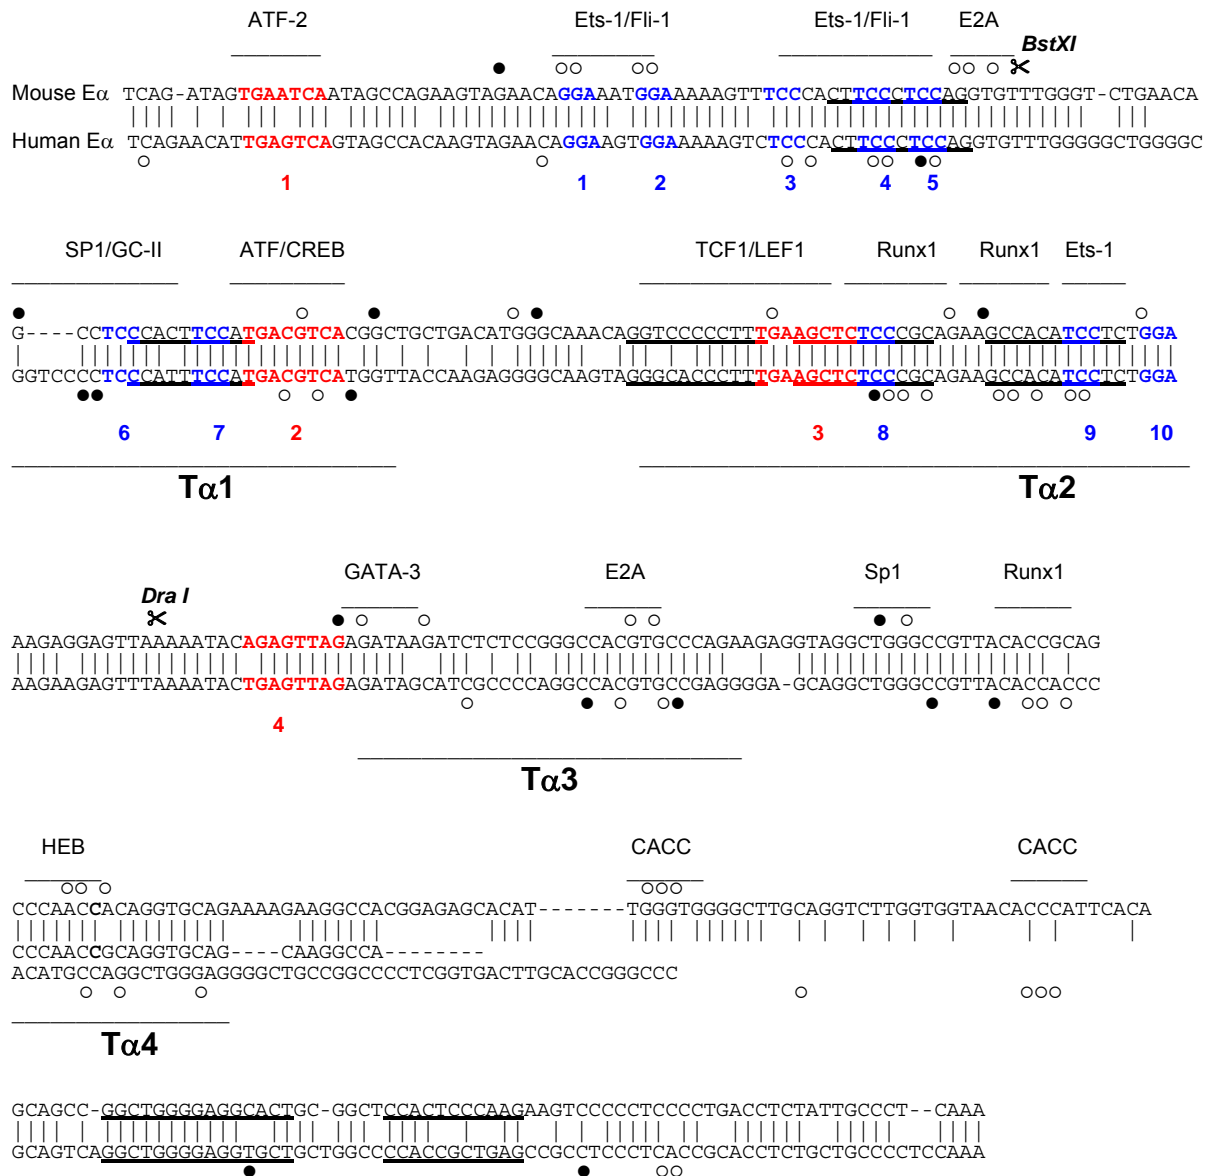 ATF-2 Ets-1/Fli-1 Ets-1/Fli-1 E2A
BstXI
Mouse Eα TCAG-ATAGTGAATCAATAGCCAGAAGTAGAACAGGAAATGGAAAAAGTTTCCCACTTCCCTCCAGGTGTTTGGGT-CTGAACA
Human Eα TCAGAACATTGAGTCAGTAGCCACAAGTAGAACAGGAAGTGGAAAAAGTCTCCCACTTCCCTCCAGGTGTTTGGGGGCTGGGGC
1 1 2 3 4 5
SP1/GC-II ATF/CREB TCF1/LEF1 Runx1 Runx1 Ets-1
G----CCTCCCCACTTCCATGACGTCACGGCTGCTGACATGGGCAAACAGGTCCCCCTTTGAAGCTCTCCCGCAGAAGCCACATCCTCTGGA
GGTCCCCTCCCCATTTCCATGACGTCATGGTTACCAAGAGGGGCAAGTAGGGCACCCTTTGAAGCTCTCCCGCAGAAGCCACATCCTCTGGA
6 7 2 3 8 9 10
Tα1 Tα2
GATA-3 E2A Sp1 Runx1
Dra I
AAGAGGAGTTAAAAATACAGAGTTAGAGATAAGATCTCTCCGGGCCACGTGCCCAGAAGAGGTAGGCTGGGCCGTTACACCGCAG
AAGAAGAGTTTAAAATACTGAGTTAGAGATAGCATCGCCCCAGGCCACGTGCCGAGGGGA-GCAGGCTGGGCCGTTACACCACCC
4
Tα3
HEB CACC CACC
CCCAACCACAGGTGCAGAAAAGAAGGCCACGGAGAGCACAT-------TGGGTGGGGCTTGCAGGTCTTGGTGGTAACACCCATTCACA
CCCAACCGCAGGTGCAG----CAAGGCCA--------
ACATGCCAGGCTGGGAGGGGCTGCCGGCCCCTCGGTGACTTGCACCGGGCCC
Tα4
GCAGCC-GGCTGGGGAGGCACTGC-GGCTCCACTCCCAAGAAGTCCCCCTCCCCTGACCTCTATTGCCCT--CAAA
GCAGTCAGGCTGGGGAGGTGCTGCTGGCCCCACCGCTGAGCCGCCTCCCTCACCGCACCTCTGCTGCCCCTCCAAA